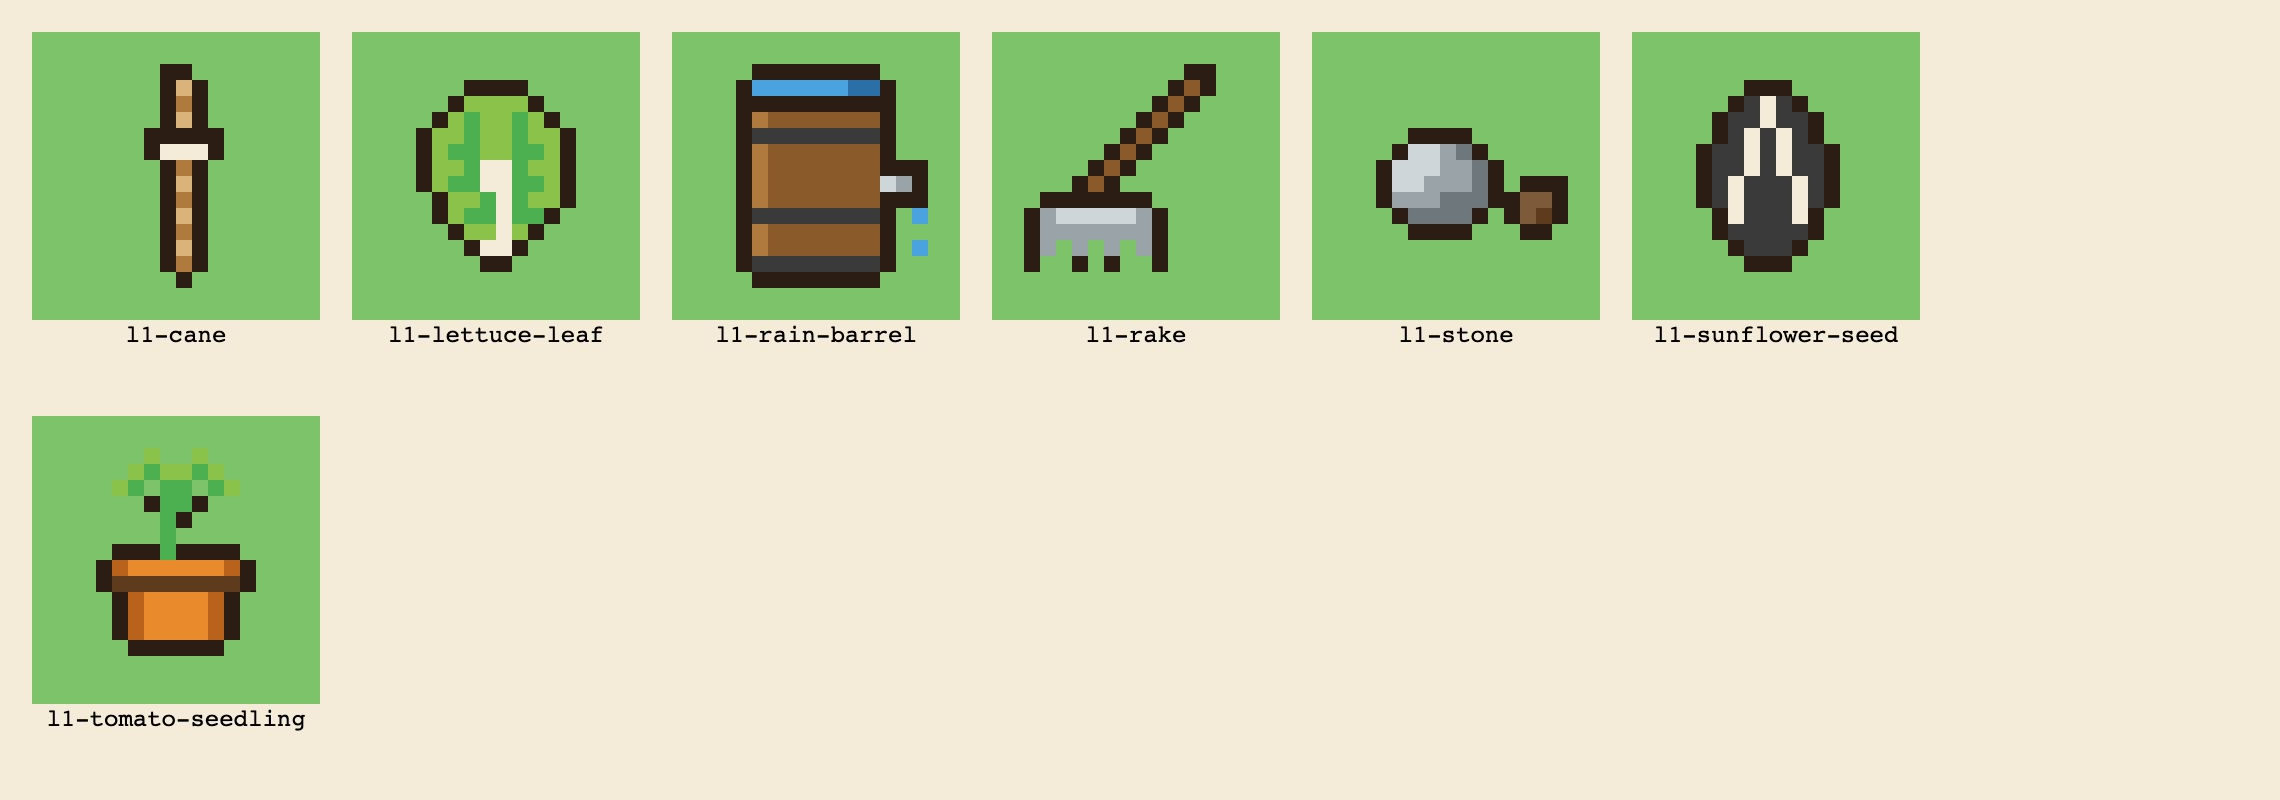 l1-cane
l1-lettuce-leaf
l1-rain-barrel
l1-rake
l1-stone
l1-sunflower-seed
l1-tomato-seedling